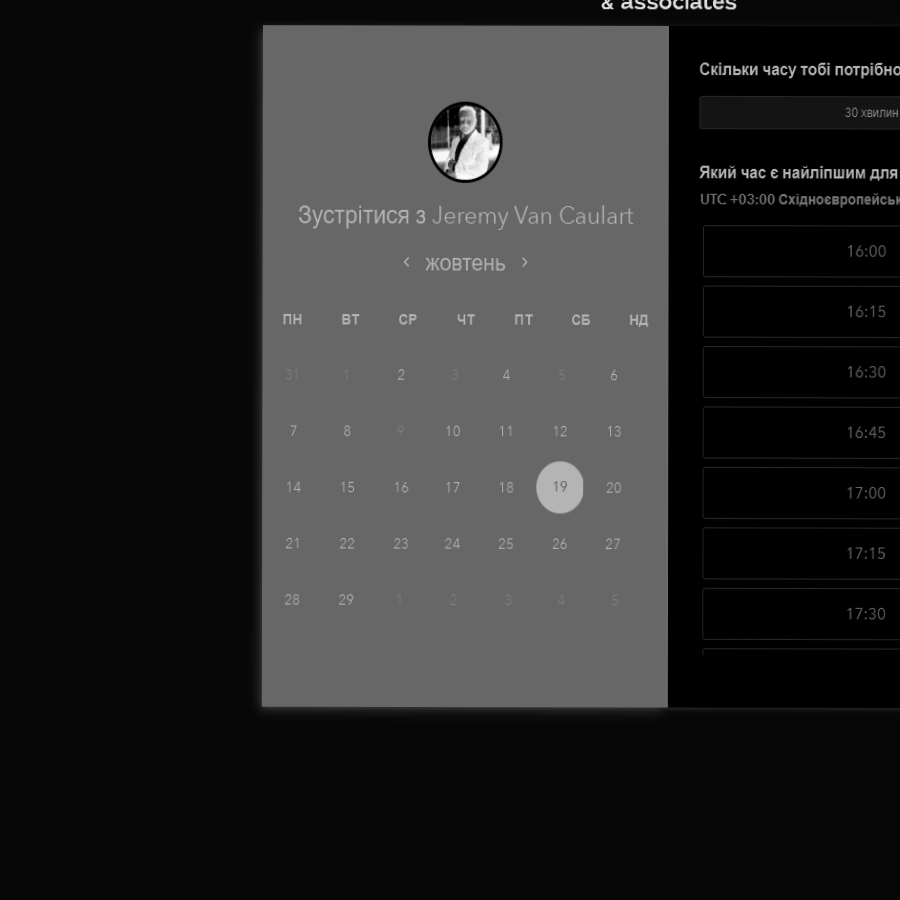 & associates
Зустрітися з Jeremy Van Caulart
‹ жовтень ›
ПН ВТ СР ЧТ ПТ СБ НД
31 1 2 3 4 5 6
7 8 9 10 11 12 13
14 15 16 17 18 19 20
21 22 23 24 25 26 27
28 29 1 2 3 4 5
Скільки часу тобі потрібно
30 хвилин
Який час є найліпшим для
UTC +03:00 Східноєвропейськ
16:00
16:15
16:30
16:45
17:00
17:15
17:30